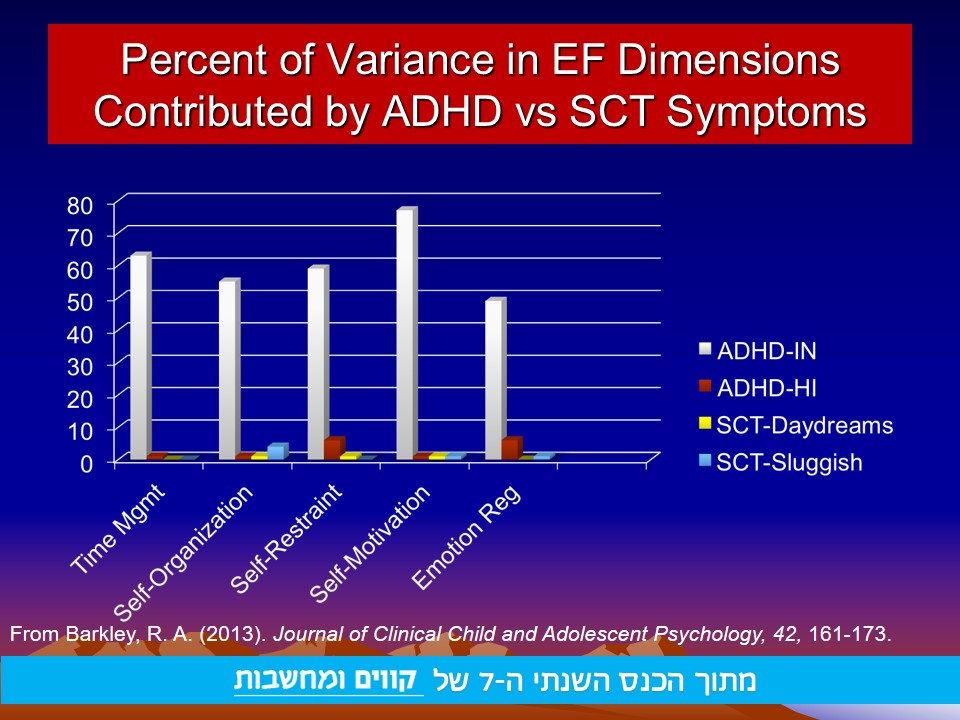 Percent of Variance in EF Dimensions
Contributed by ADHD vs SCT Symptoms
80
70
60
50
40
30
20
10
0
Time Mgmt
Self-Organization
Self-Restraint
Self-Motivation
Emotion Reg
ADHD-IN
ADHD-HI
SCT-Daydreams
SCT-Sluggish
From Barkley, R. A. (2013). Journal of Clinical Child and Adolescent Psychology, 42, 161-173.
מתוך הכנס השנתי ה-7 של קווים ומחשבות